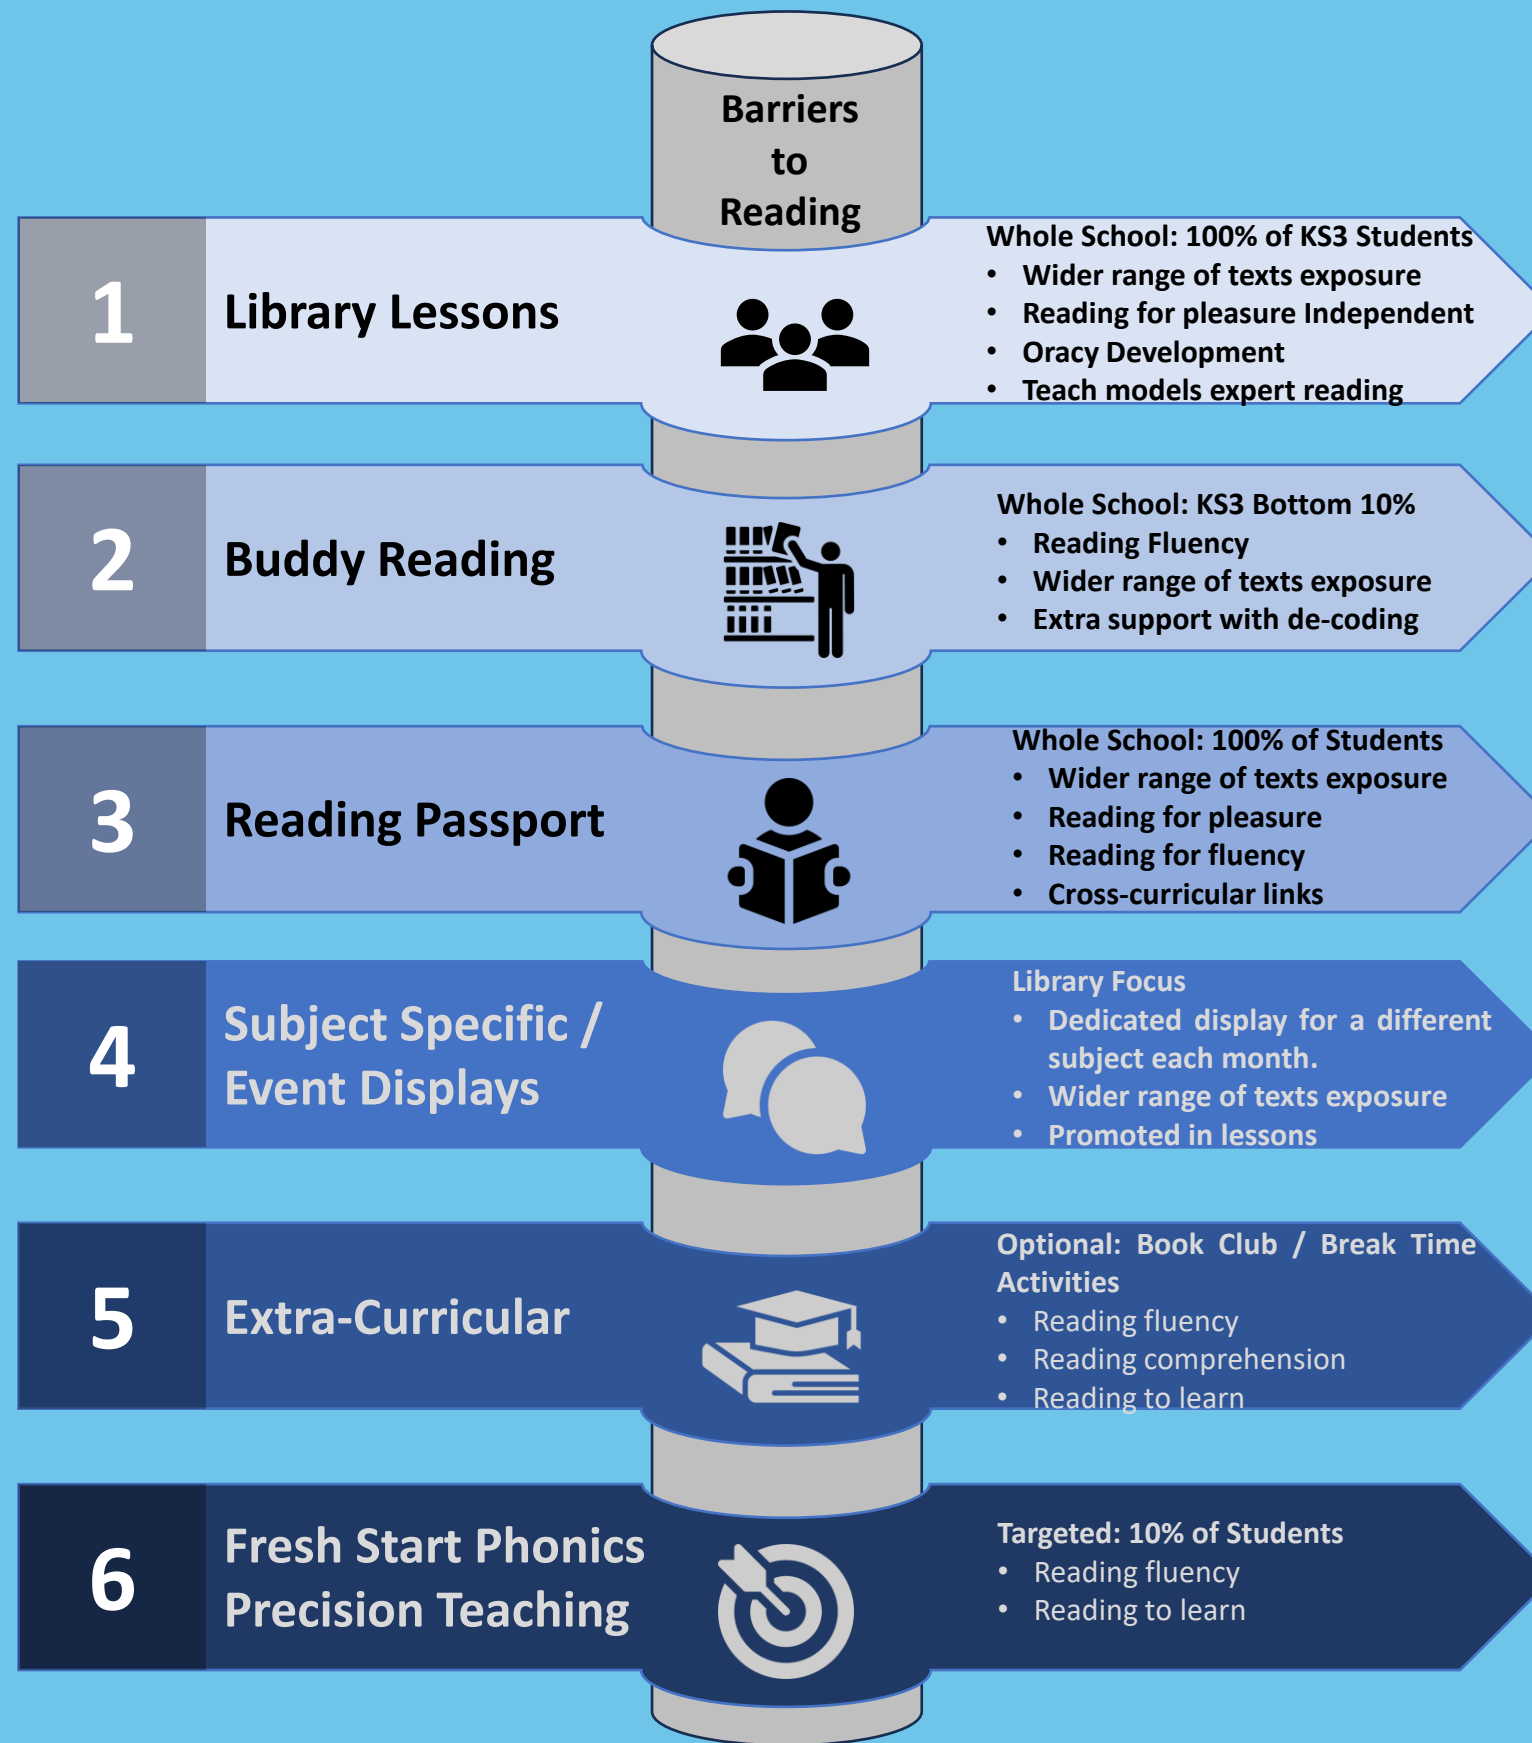 Barriers
to
Reading
1
Library Lessons
Whole School: 100% of KS3 Students
• Wider range of texts exposure
• Reading for pleasure Independent
• Oracy Development
• Teach models expert reading
2
Buddy Reading
Whole School: KS3 Bottom 10%
• Reading Fluency
• Wider range of texts exposure
• Extra support with de-coding
3
Reading Passport
Whole School: 100% of Students
• Wider range of texts exposure
• Reading for pleasure
• Reading for fluency
• Cross-curricular links
4
Subject Specific /
Event Displays
Library Focus
• Dedicated display for a different
subject each month.
• Wider range of texts exposure
• Promoted in lessons
5
Extra-Curricular
Optional: Book Club / Break Time
Activities
• Reading fluency
• Reading comprehension
• Reading to learn
6
Fresh Start Phonics
Precision Teaching
Targeted: 10% of Students
• Reading fluency
• Reading to learn